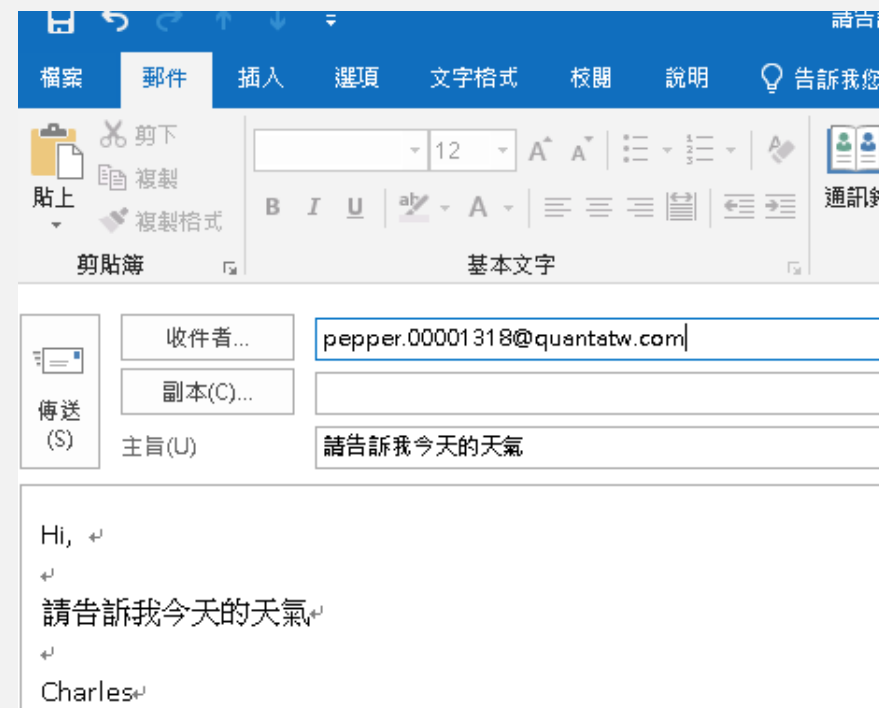 請告
檔案 郵件 插入 選項 文字格式 校閱 說明 告訴我您
剪下
複製
貼上
複製格式
12
B I U
通訊
剪貼簿 基本文字
收件者... pepper.00001318@quantatw.com
副本(C)...
傳送
(S)
主旨(U) 請告訴我今天的天氣
Hi,
請告訴我今天的天氣
Charles